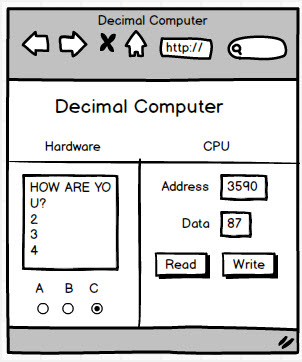 Decimal Computer
http://
Decimal Computer
Hardware
CPU
HOW ARE YO
U?
2
3
4
Address 3590
Data 87
Read Write
A B C